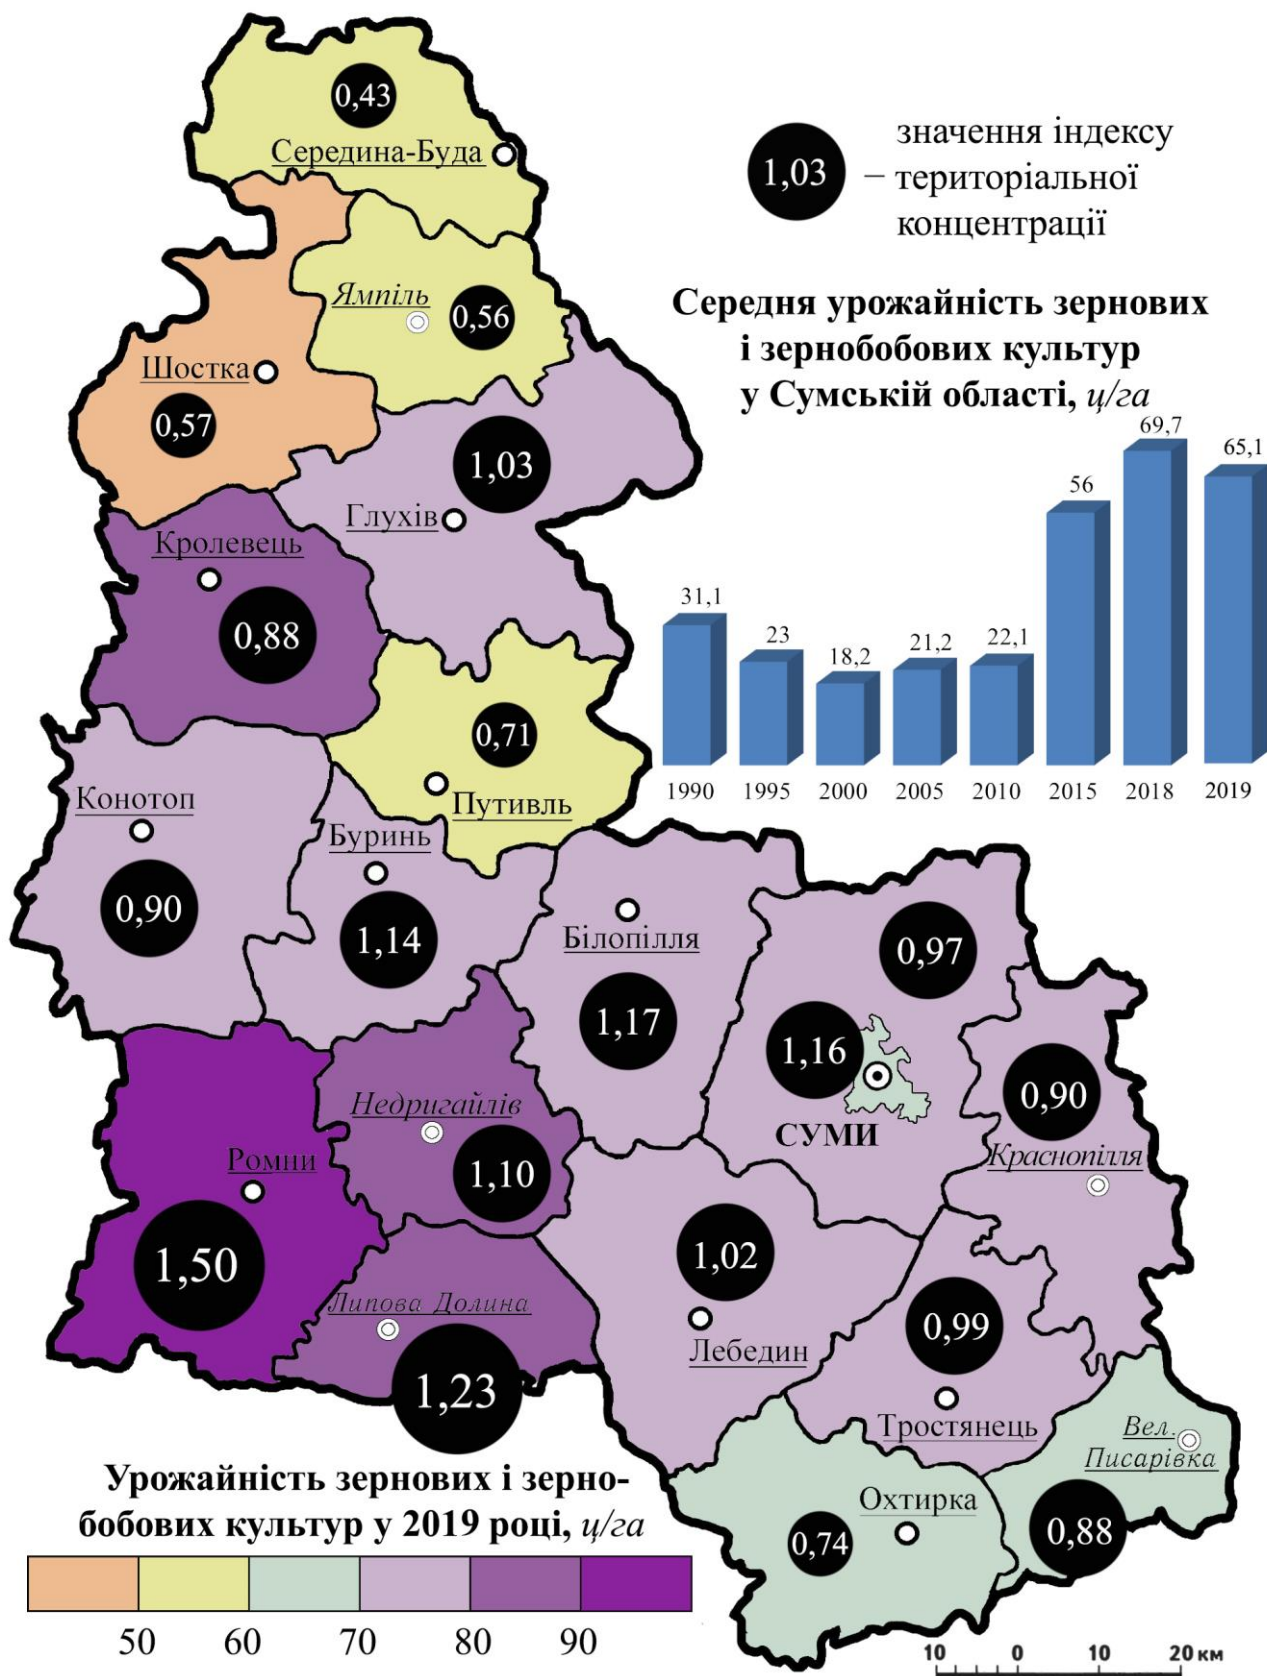 0,43
Середина-Буда
1,03
значення індексу
– територіальної
концентрації
Ямпіль
0,56
Шостка
0,57
1,03
Глухів
Кролевець
0,88
Середня урожайність зернових
і зернобобових культур
у Сумській області, ц/га
31,1
23
18,2
21,2
22,1
56
69,7
65,1
1990
1995
2000
2005
2010
2015
2018
2019
0,71
Путивль
Конотоп
0,90
Буринь
1,14
Білопілля
1,17
0,97
1,16
СУМИ
0,90
Краснопілля
Недригайлів
1,10
Ромни
1,50
Липова Долина
1,23
1,02
Лебедин
0,99
Тростянець
Вел.
Писарівка
0,88
Охтирка
0,74
Урожайність зернових і зерно-
бобових культур у 2019 році, ц/га
50 60 70 80 90
10 0 10 20 км